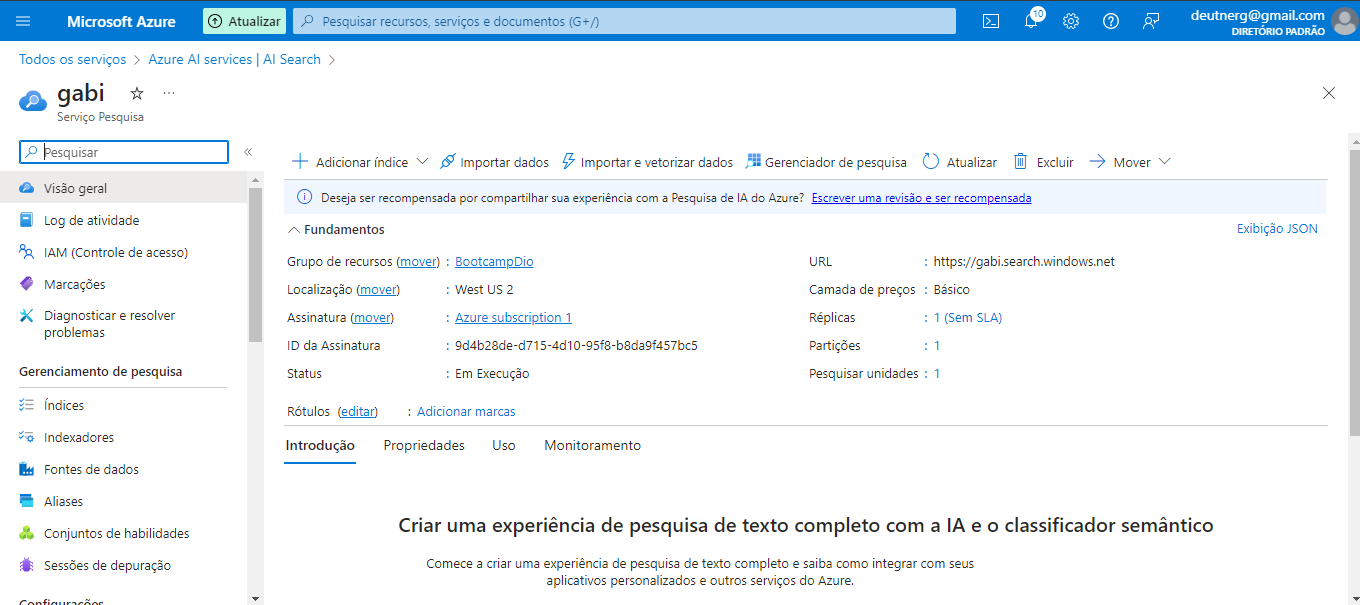 Microsoft Azure
Atualizar
Pesquisar recursos, serviços e documentos (G+/)
10
deutnerg@gmail.com
DIRETÓRIO PADRÃO
Todos os serviços > Azure AI services | AI Search >
gabi
Serviço Pesquisa
Pesquisar
Visão geral
Log de atividade
IAM (Controle de acesso)
Marcações
Diagnosticar e resolver
problemas
Gerenciamento de pesquisa
Índices
Indexadores
Fontes de dados
Aliases
Conjuntos de habilidades
Sessões de depuração
Configurações
Adicionar índice Importar dados Importar e vetorizar dados Gerenciador de pesquisa Atualizar Excluir Mover
Deseja ser recompensada por compartilhar sua experiência com a Pesquisa de IA do Azure? Escrever uma revisão e ser recompensada
Fundamentos
Exibição JSON
Grupo de recursos (mover) : BootcampDio
Localização (mover) : West US 2
Assinatura (mover) : Azure subscription 1
ID da Assinatura : 9d4b28de-d715-4d10-95f8-b8da9f457bc5
Status : Em Execução
URL : https://gabi.search.windows.net
Camada de preços : Básico
Réplicas : 1 (Sem SLA)
Partições : 1
Pesquisar unidades : 1
Rótulos (editar) : Adicionar marcas
Introdução Propriedades Uso Monitoramento
Criar uma experiência de pesquisa de texto completo com a IA e o classificador semântico
Comece a criar uma experiência de pesquisa de texto completo e saiba como integrar com seus
aplicativos personalizados e outros serviços do Azure.